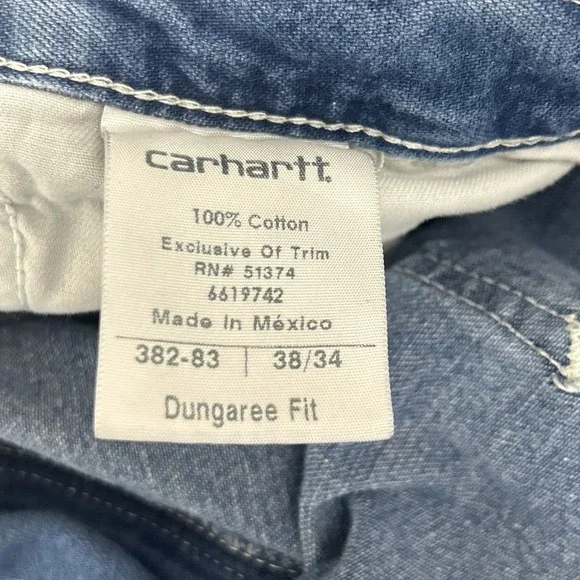 carhartt
100% Cotton
Exclusive Of Trim
RN# 51374
6619742
Made In México
382-83 | 38/34
Dungaree Fit